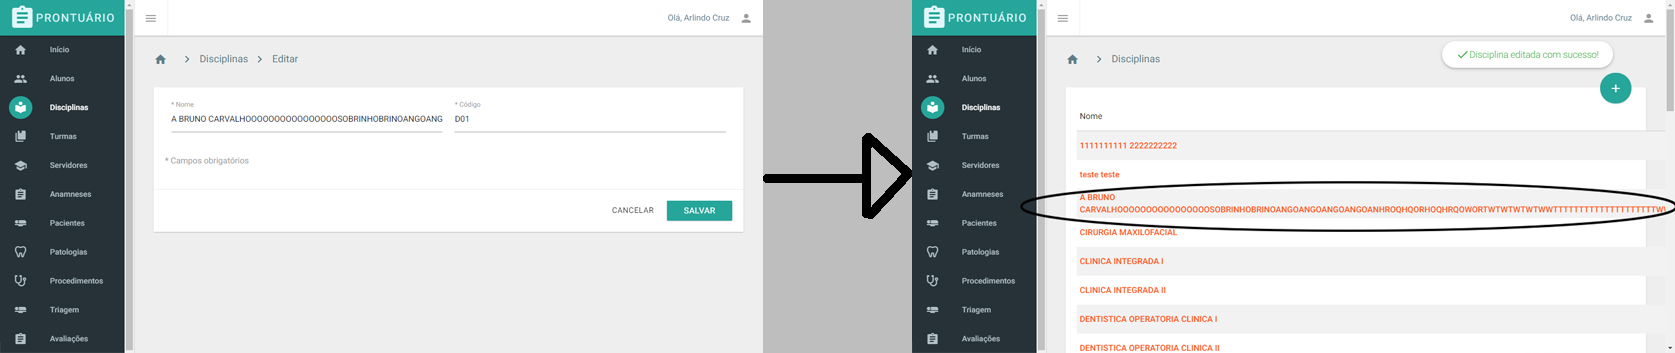 PRONTUÁRIO
Olá, Arlindo Cruz
Início
Alunos
Disciplinas
Turmas
Servidores
Anamneses
Pacientes
Patologias
Procedimentos
Triagem
Avaliações
Disciplinas
Editar
* Nome
A BRUNO CARVALHOOOOOOOOOOOOOOOOSOBRINHOBRINOANGOANG
* Código
D01
* Campos obrigatórios
CANCELAR
SALVAR
PRONTUÁRIO
Olá, Arlindo Cruz
Início
Alunos
Disciplinas
Turmas
Servidores
Anamneses
Pacientes
Patologias
Procedimentos
Triagem
Avaliações
Disciplinas
Disciplina editada com sucesso!
+
Nome
1111111111 2222222222
teste teste
A BRUNO
CARVALHOOOOOOOOOOOOOOOOSOBRINHOBRINOANGOANGOANGOANGOANHROQHQORHOQHRQOWORTWTWTWTWTWWTTTTTTTTTTTTTTTTTTTTTW
CIRURGIA MAXILOFACIAL
CLINICA INTEGRADA I
CLINICA INTEGRADA II
DENTISTICA OPERATORIA CLINICA I
DENTISTICA OPERATORIA CLINICA II